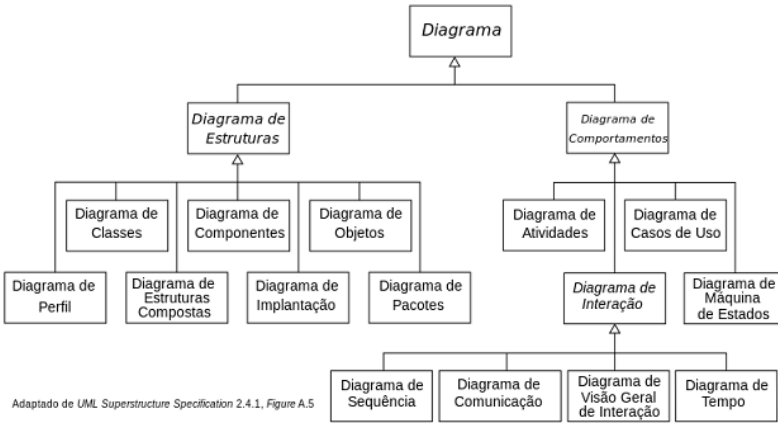 Diagrama
Diagrama de
Estruturas
Diagrama de
Comportamentos
Diagrama de
Classes
Diagrama de
Componentes
Diagrama de
Objetos
Diagrama de
Atividades
Diagrama de
Casos de Uso
Diagrama de
Perfil
Diagrama de
Estruturas
Compostas
Diagrama de
Implantação
Diagrama de
Pacotes
Diagrama de
Interação
Diagrama de
Máquina
de Estados
Diagrama de
Sequência
Diagrama de
Comunicação
Diagrama de
Visão Geral
de Interação
Diagrama de
Tempo
Adaptado de UML Superstructure Specification 2.4.1, Figure A.5